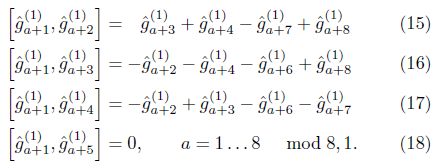 [ĝ_{a+1}^{(1)}, ĝ_{a+2}^{(1)}] = ĝ_{a+3}^{(1)} + ĝ_{a+4}^{(1)} − ĝ_{a+7}^{(1)} + ĝ_{a+8}^{(1)} (15)
[ĝ_{a+1}^{(1)}, ĝ_{a+3}^{(1)}] = −ĝ_{a+2}^{(1)} − ĝ_{a+4}^{(1)} − ĝ_{a+6}^{(1)} + ĝ_{a+8}^{(1)} (16)
[ĝ_{a+1}^{(1)}, ĝ_{a+4}^{(1)}] = −ĝ_{a+2}^{(1)} + ĝ_{a+3}^{(1)} − ĝ_{a+6}^{(1)} − ĝ_{a+7}^{(1)} (17)
[ĝ_{a+1}^{(1)}, ĝ_{a+5}^{(1)}] = 0, a = 1 … 8 mod 8, 1. (18)